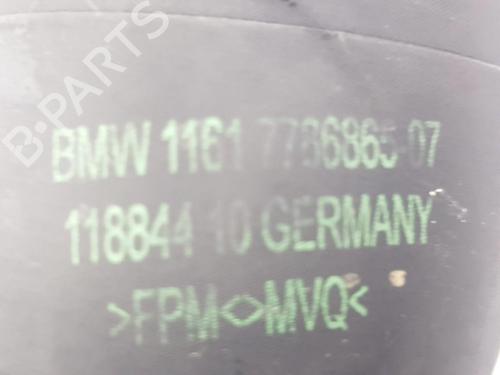 B·PARTS
BMW 1161 7786865-07
118844 10 GERMANY
>FPM<>MVQ<